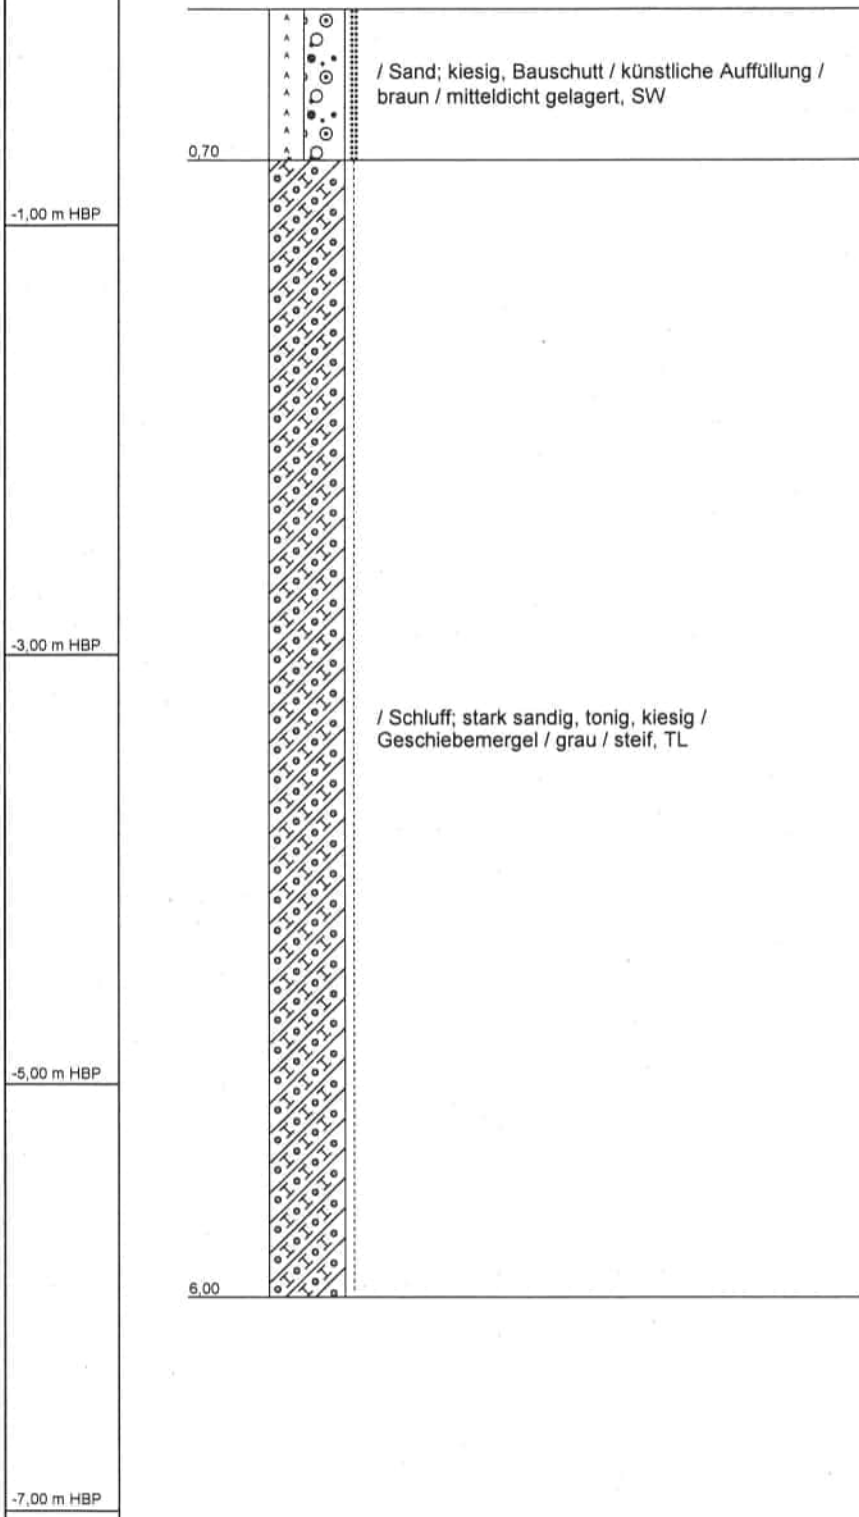 / Sand; kiesig, Bauschutt / künstliche Auffüllung /
braun / mitteldicht gelagert, SW
0,70
-1,00 m HBP
-3,00 m HBP
/ Schluff; stark sandig, tonig, kiesig /
Geschiebemergel / grau / steif, TL
-5,00 m HBP
6,00
-7,00 m HBP